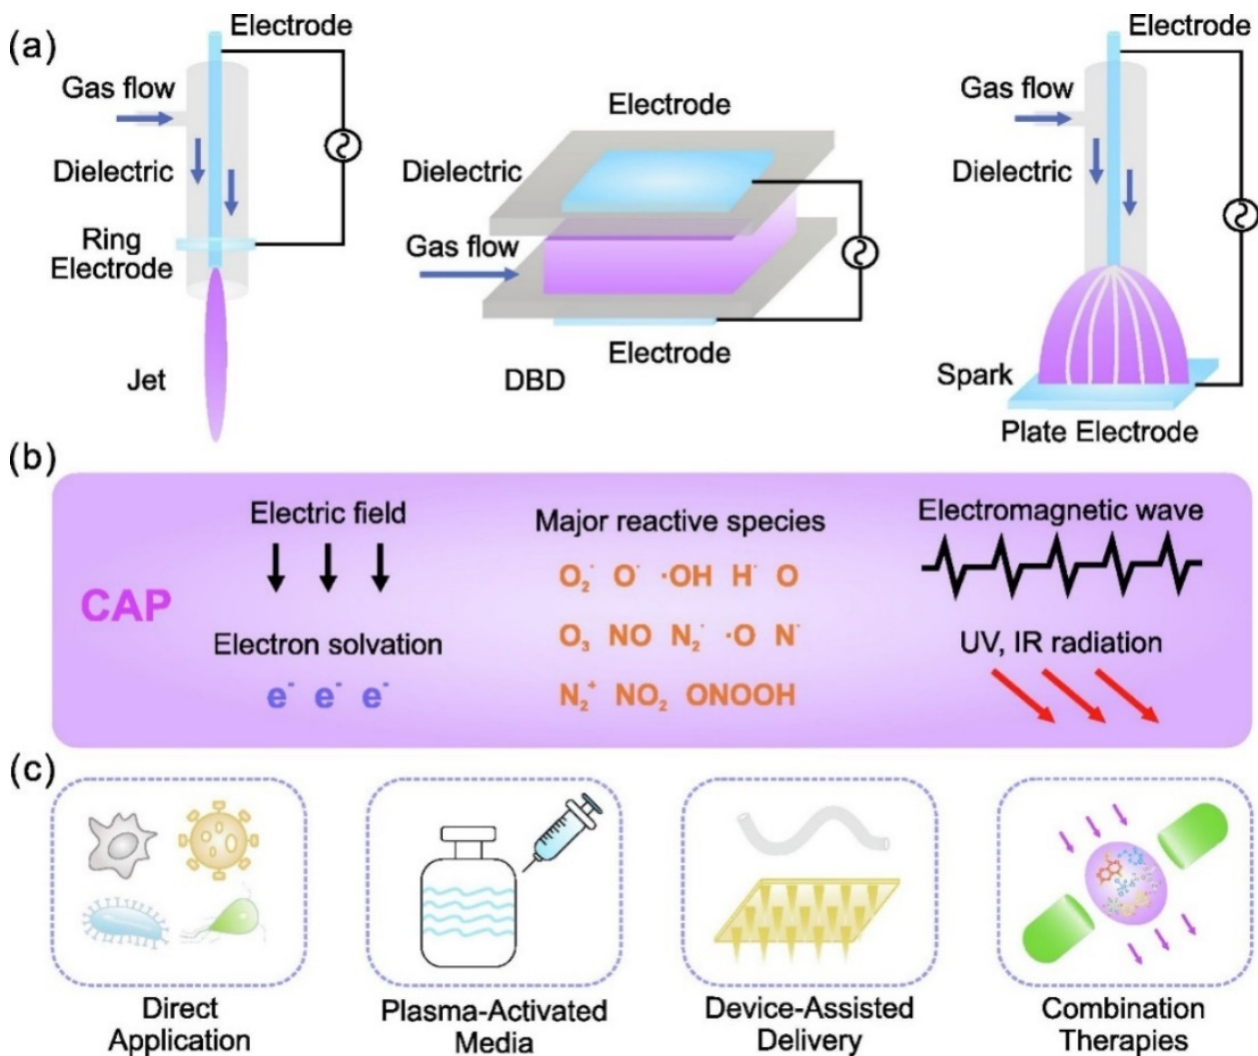 (a)
Electrode
Gas flow
Dielectric
Ring
Electrode
Jet
Electrode
Dielectric
Gas flow
Electrode
DBD
Electrode
Gas flow
Dielectric
Spark
Plate Electrode
(b)
CAP
Electric field
Electron solvation
e⁻ e⁻ e⁻
Major reactive species
O₂⁻ O⁻ ·OH H⁻ O
O₃ NO N₂⁻ ·O N⁻
N₂⁺ NO₂ ONOOH
Electromagnetic wave
UV, IR radiation
(c)
Direct
Application
Plasma-Activated
Media
Device-Assisted
Delivery
Combination
Therapies